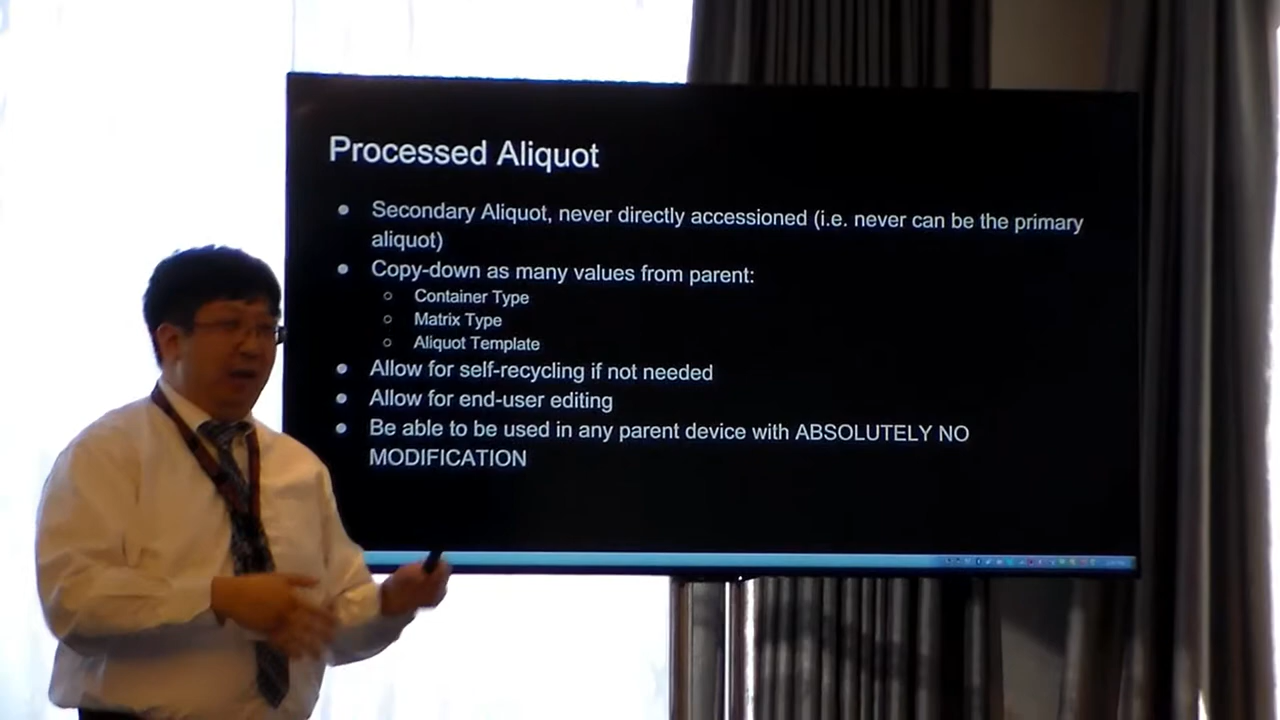 Processed Aliquot
● Secondary Aliquot, never directly accessioned (i.e. never can be the primary
aliquot)
● Copy-down as many values from parent:
○ Container Type
○ Matrix Type
○ Aliquot Template
● Allow for self-recycling if not needed
● Allow for end-user editing
● Be able to be used in any parent device with ABSOLUTELY NO
MODIFICATION